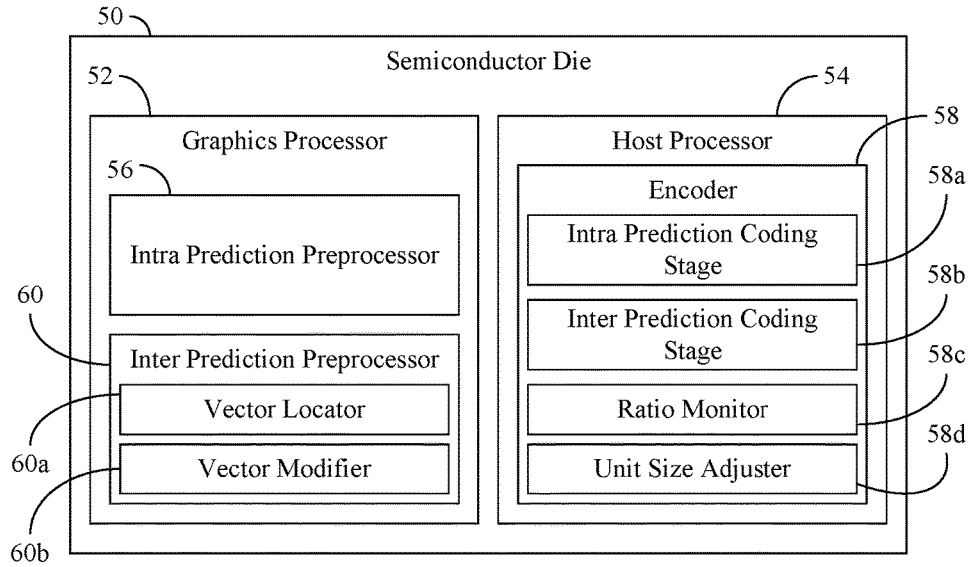 50
Semiconductor Die
52
54
Graphics Processor
Host Processor
58
56
Encoder
58a
Intra Prediction Preprocessor
Intra Prediction Coding
Stage
58b
60
Inter Prediction Coding
Stage
Inter Prediction Preprocessor
58c
Vector Locator
Ratio Monitor
60a
58d
Vector Modifier
Unit Size Adjuster
60b